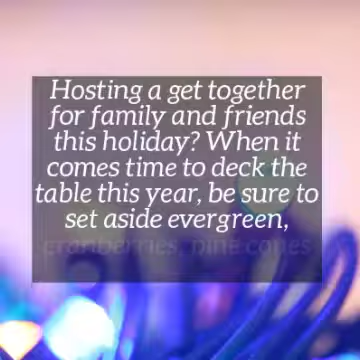 Hosting a get together
for family and friends
this holiday? When it
comes time to deck the
table this year, be sure to
set aside evergreen,
cranberries, pine cones